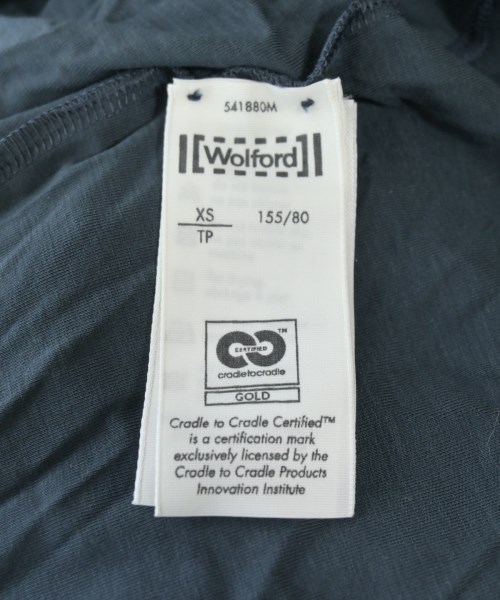 541880M
Wolford
XS 155/80
TP
CERTIFIED
TM
cradletocradle
GOLD
Cradle to Cradle Certified™
is a certification mark
exclusively licensed by the
Cradle to Cradle Products
Innovation Institute